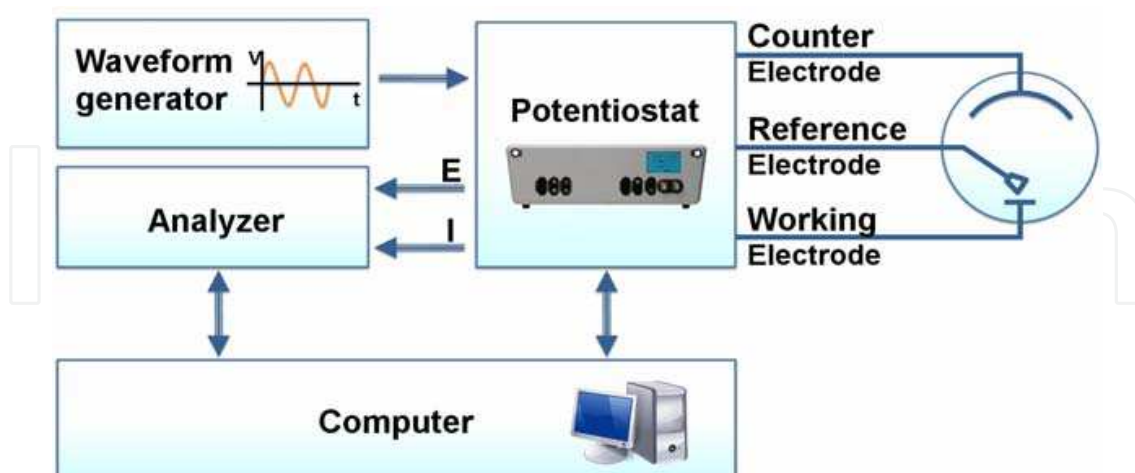 Waveform
generator
V
t
Potentiostat
E
I
Analyzer
Computer
Counter
Electrode
Reference
Electrode
Working
Electrode